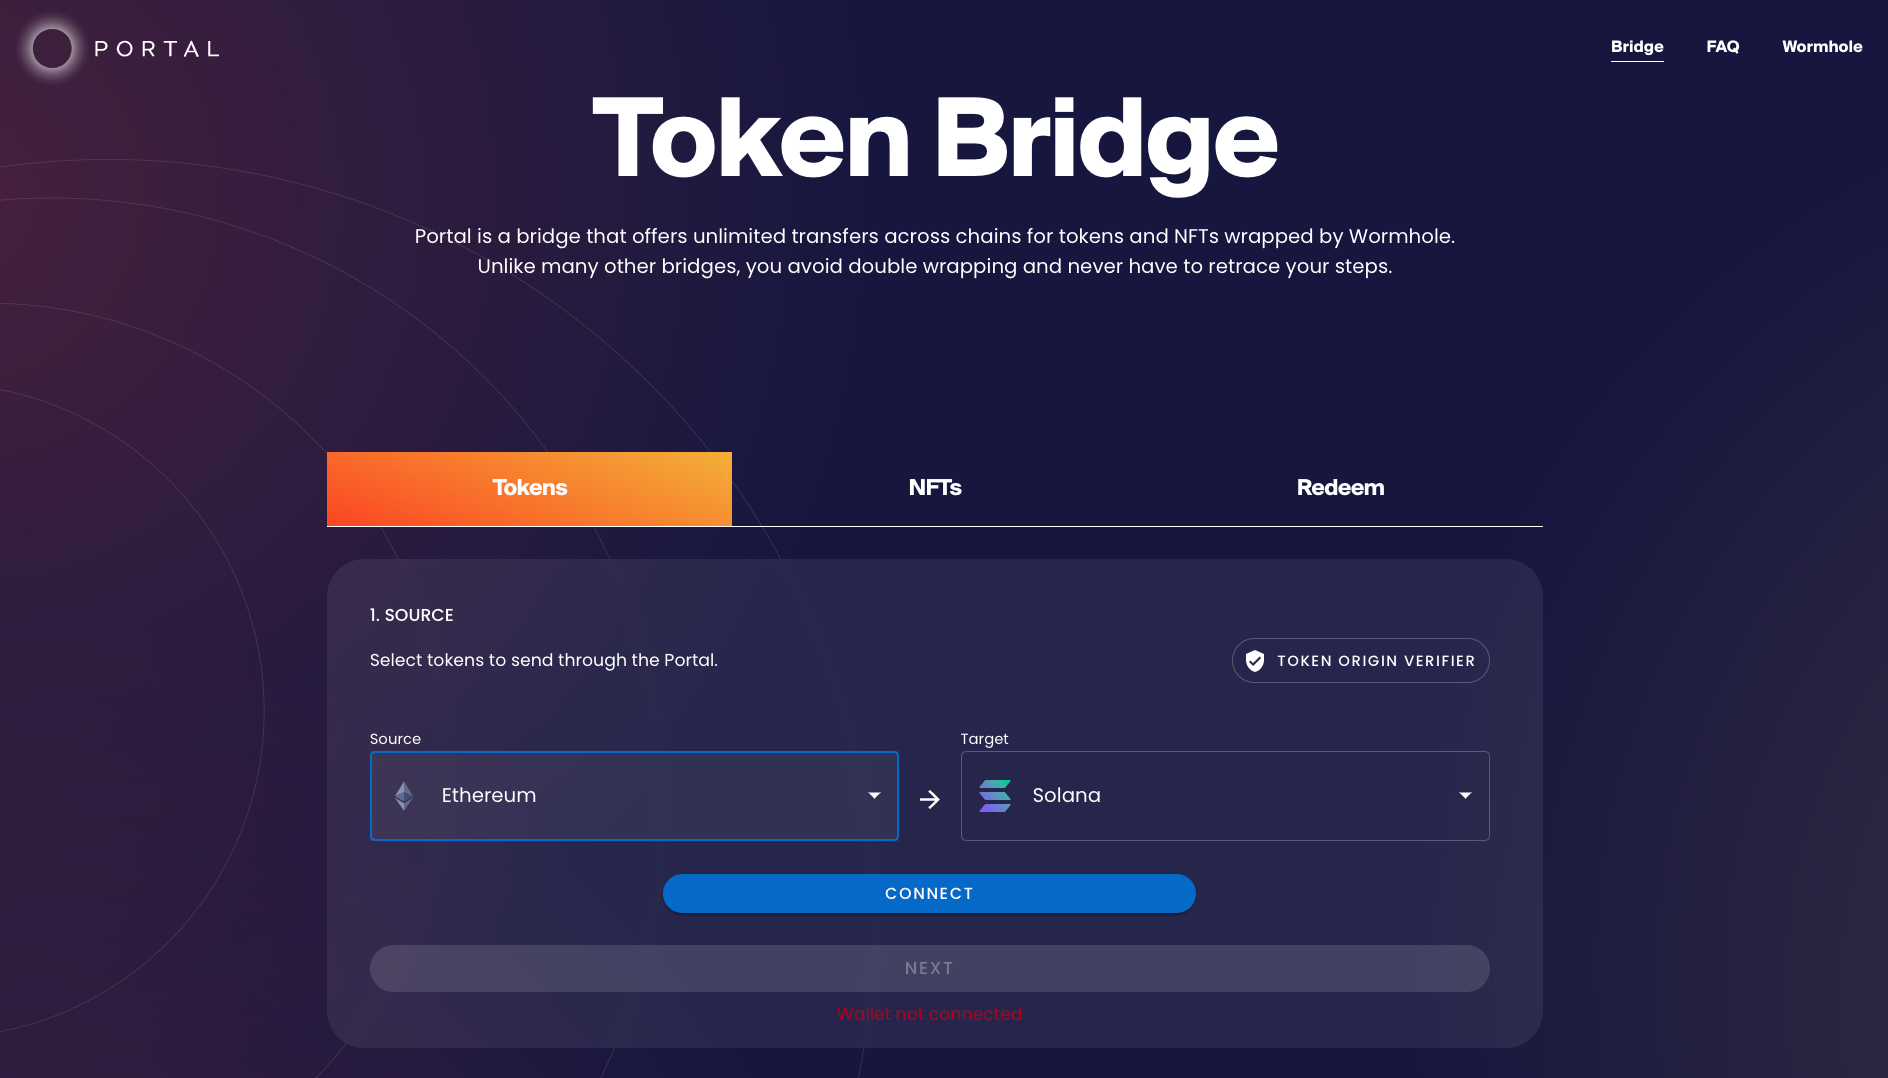 PORTAL
Bridge
FAQ
Wormhole
Token Bridge
Portal is a bridge that offers unlimited transfers across chains for tokens and NFTs wrapped by Wormhole.
Unlike many other bridges, you avoid double wrapping and never have to retrace your steps.
Tokens
NFTs
Redeem
1. SOURCE
Select tokens to send through the Portal.
TOKEN ORIGIN VERIFIER
Source
Target
Ethereum
Solana
CONNECT
NEXT
Wallet not connected